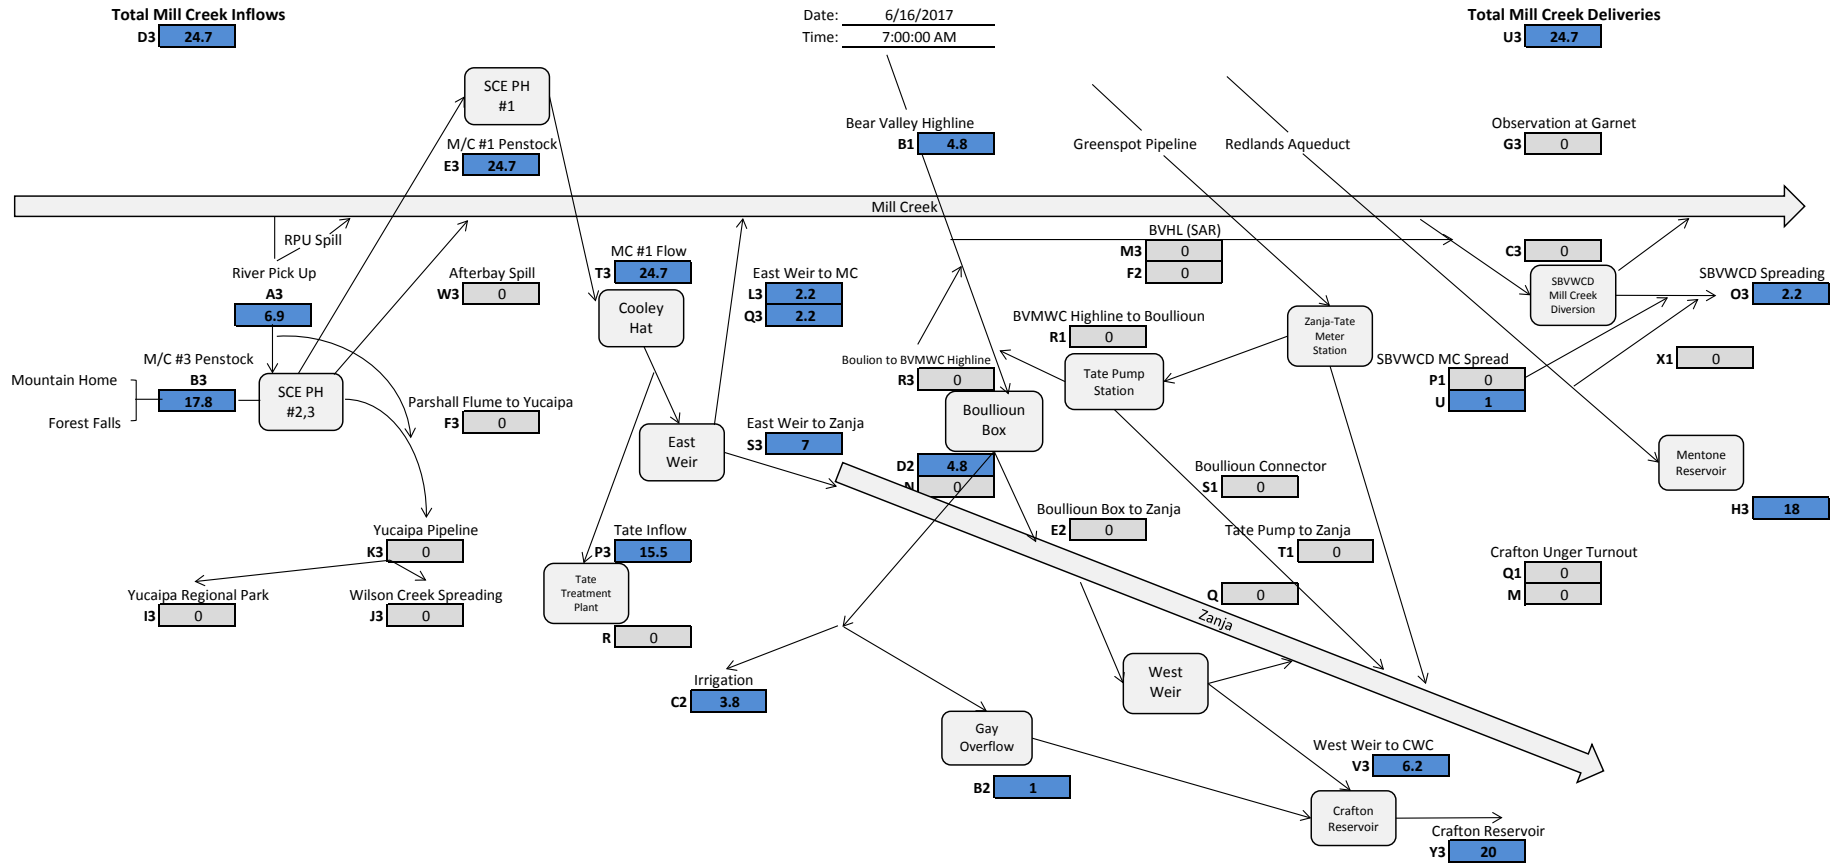 Total Mill Creek Inflows
D3 24.7
Date: 6/16/2017
Time: 7:00:00 AM
Total Mill Creek Deliveries
U3 24.7
SCE PH
#1
M/C #1 Penstock
E3 24.7
Bear Valley Highline
B1 4.8
Greenspot Pipeline
Redlands Aqueduct
Observation at Garnet
G3 0
Mill Creek
RPU Spill
River Pick Up
A3
6.9
Afterbay Spill
W3 0
MC #1 Flow
T3 24.7
Cooley
Hat
East Weir to MC
L3 2.2
Q3 2.2
BVHL (SAR)
M3 0
F2 0
C3 0
SBVWCD
Mill Creek
Diversion
SBVWCD Spreading
O3 2.2
BVMWC Highline to Boullioun
R1 0
Zanja-Tate
Meter
Station
M/C #3 Penstock
B3
17.8
Mountain Home
Forest Falls
SCE PH
#2,3
Parshall Flume to Yucaipa
F3 0
Boulion to BVMWC Highline
R3 0
Tate Pump
Station
SBVWCD MC Spread
P1 0
U 1
X1 0
Boullioun
Box
East
Weir
East Weir to Zanja
S3 7
D2 4.8
N 0
Boullioun Connector
S1 0
Mentone
Reservoir
H3 18
Boullioun Box to Zanja
E2 0
Tate Pump to Zanja
T1 0
Yucaipa Pipeline
K3 0
Tate Inflow
P3 15.5
Tate
Treatment
Plant
R 0
Crafton Unger Turnout
Q1 0
M 0
Yucaipa Regional Park
I3 0
Wilson Creek Spreading
J3 0
Q 0
Zanja
Irrigation
C2 3.8
West
Weir
Gay
Overflow
B2 1
West Weir to CWC
V3 6.2
Crafton
Reservoir
Crafton Reservoir
Y3 20